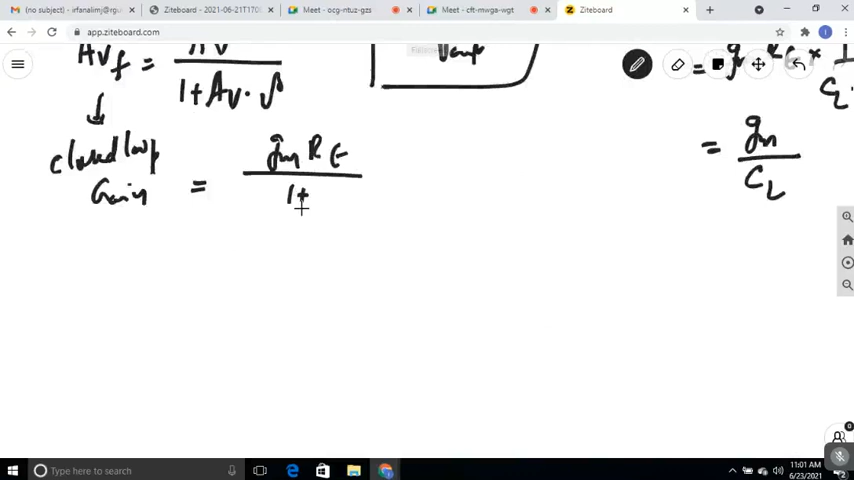 (no subject) - irfanalimj@rgu
Ziteboard - 2021-06-21T170
Meet - ocg-ntuz-gzs
Meet - cft-mwga-wgt
Ziteboard
app.ziteboard.com
AVf = AV
1+AV.β
= gm
CL
closed loop
Gain = gmRE
1+
Type here to search
11:01 AM
6/23/2021